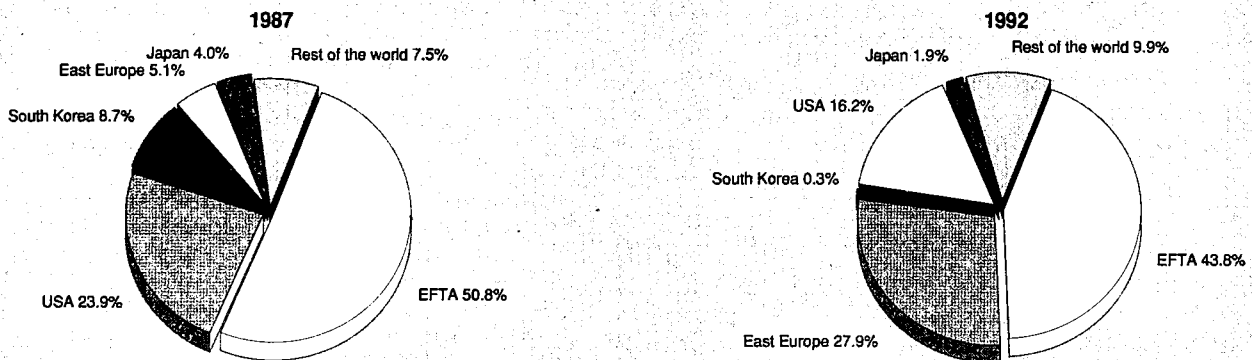 1987
Japan 4.0%
Rest of the world 7.5%
East Europe 5.1%
South Korea 8.7%
USA 23.9%
EFTA 50.8%
1992
Japan 1.9%
Rest of the world 9.9%
USA 16.2%
South Korea 0.3%
EFTA 43.8%
East Europe 27.9%